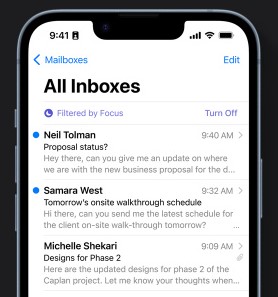 9:41
Mailboxes
Edit
All Inboxes
Filtered by Focus
Turn Off
Neil Tolman
9:40 AM
Proposal status?
Hey there, can you give me an update on where
we are with the new business proposal for the d...
Samara West
9:32 AM
Tomorrow's onsite walkthrough schedule
Hi there, can you send me the latest schedule for
the client on-site walk-through tomorrow? ...
Michelle Shekari
9:09 AM
Designs for Phase 2
Here are the updated designs for phase 2 of the
Caplan project. Let me know your thoughts when...